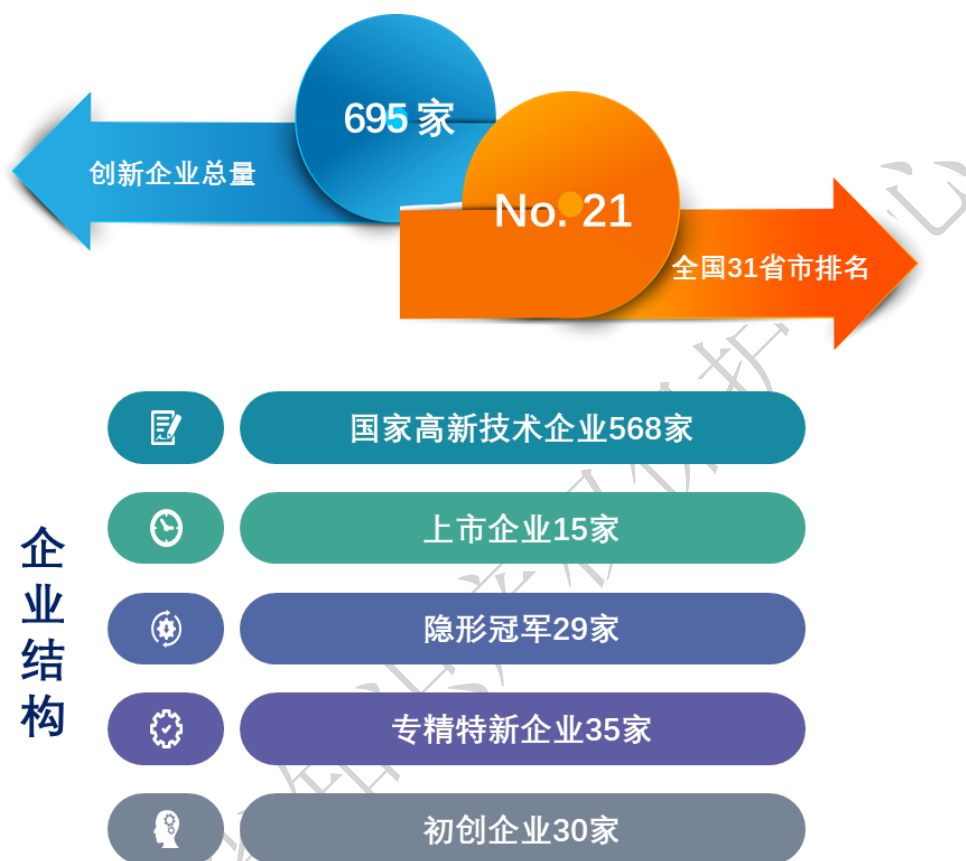 695 家
创新企业总量
No. 21
全国31省市排名
企业结构
国家高新技术企业568家
上市企业15家
隐形冠军29家
专精特新企业35家
初创企业30家